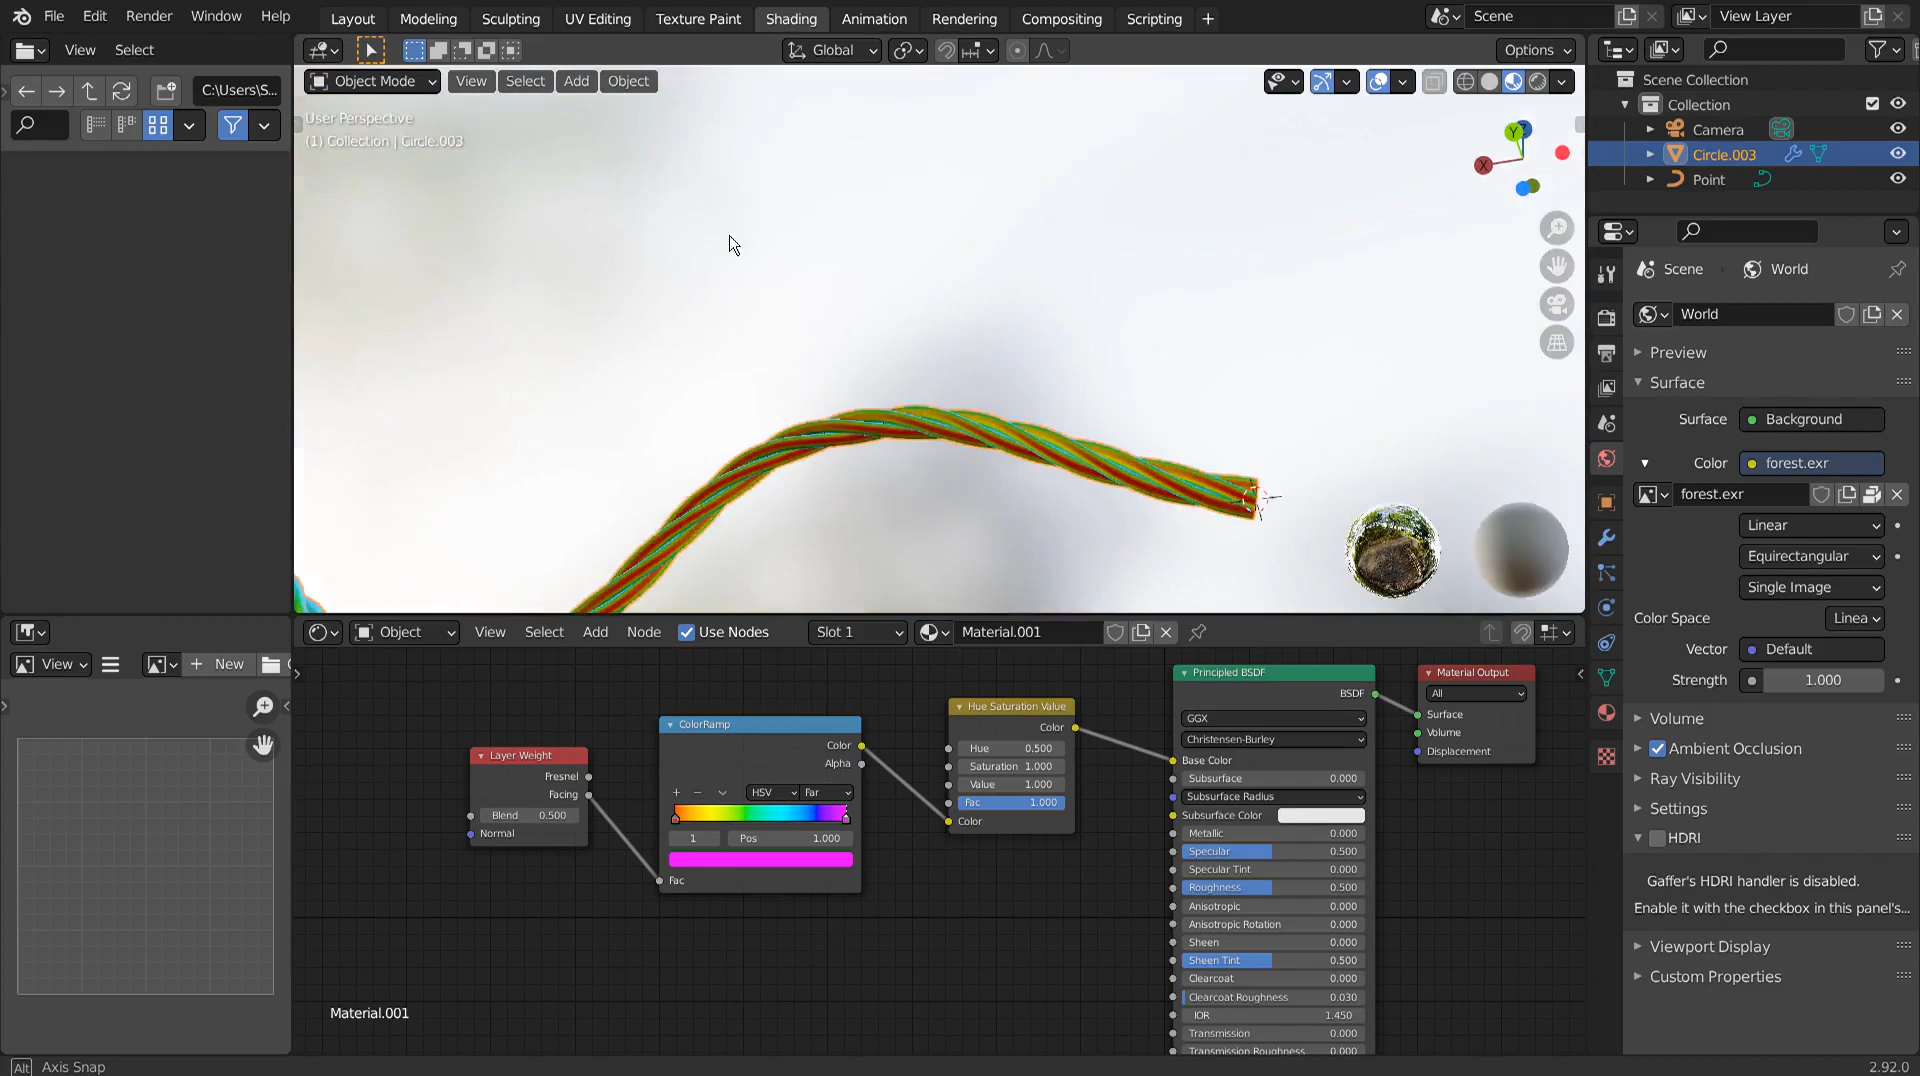 File Edit Render Window Help
Layout Modeling Sculpting UV Editing Texture Paint Shading Animation Rendering Compositing Scripting +
Scene
View Layer
View Select
Global
Options
C:\Users\S...
Object Mode View Select Add Object
User Perspective
(1) Collection | Circle.003
X
Y
Scene Collection
Collection
Camera
Circle.003
Point
Scene World
World
Preview
Surface
Surface Background
Color forest.exr
forest.exr
Linear
Equirectangular
Single Image
Color Space Linea
Vector Default
Strength 1.000
Volume
Ambient Occlusion
Ray Visibility
Settings
HDRI
Gaffer's HDRI handler is disabled.
Enable it with the checkbox in this panel's...
Viewport Display
Custom Properties
View
New
Object View Select Add Node Use Nodes Slot 1 Material.001
Layer Weight
Fresnel
Facing
Blend 0.500
Normal
ColorRamp
Color
Alpha
+ − HSV Far
1 Pos 1.000
Fac
Hue Saturation Value
Color
Hue 0.500
Saturation 1.000
Value 1.000
Fac 1.000
Color
Principled BSDF
BSDF
GGX
Christensen-Burley
Base Color
Subsurface 0.000
Subsurface Radius
Subsurface Color
Metallic 0.000
Specular 0.500
Specular Tint 0.000
Roughness 0.500
Anisotropic 0.000
Anisotropic Rotation 0.000
Sheen 0.000
Sheen Tint 0.500
Clearcoat 0.000
Clearcoat Roughness 0.030
IOR 1.450
Transmission 0.000
Transmission Roughness 0.000
Material Output
All
Surface
Volume
Displacement
Material.001
Alt Axis Snap
2.92.0